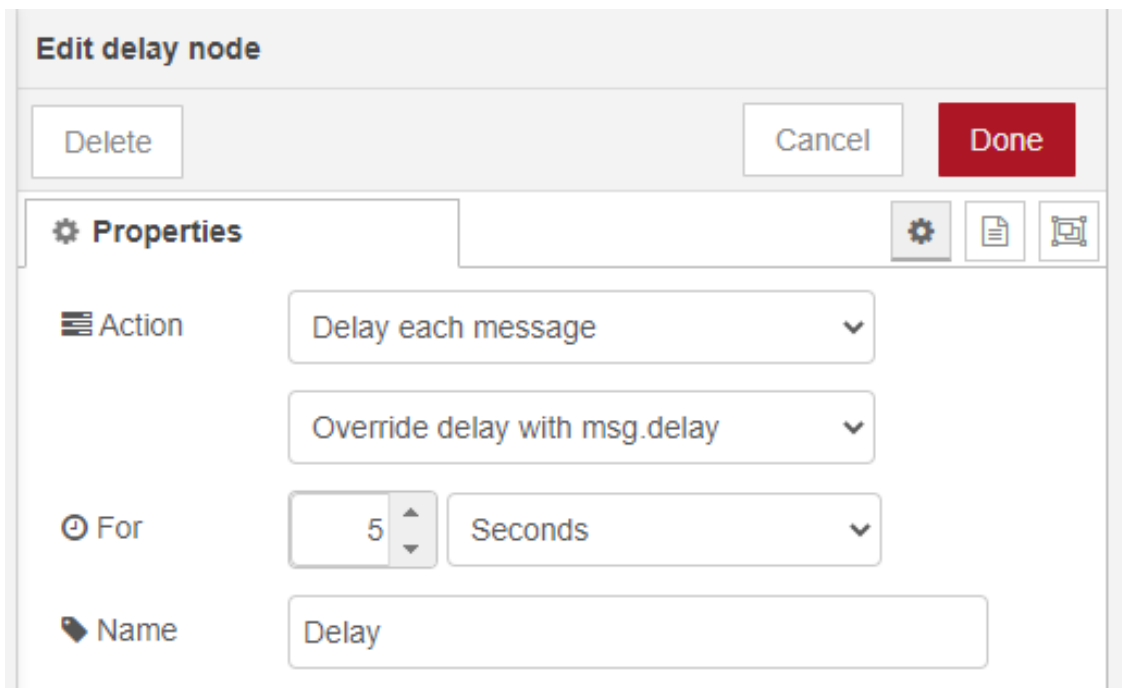 Edit delay node
Delete Cancel Done
Properties
Action Delay each message
Override delay with msg.delay
For 5 Seconds
Name Delay